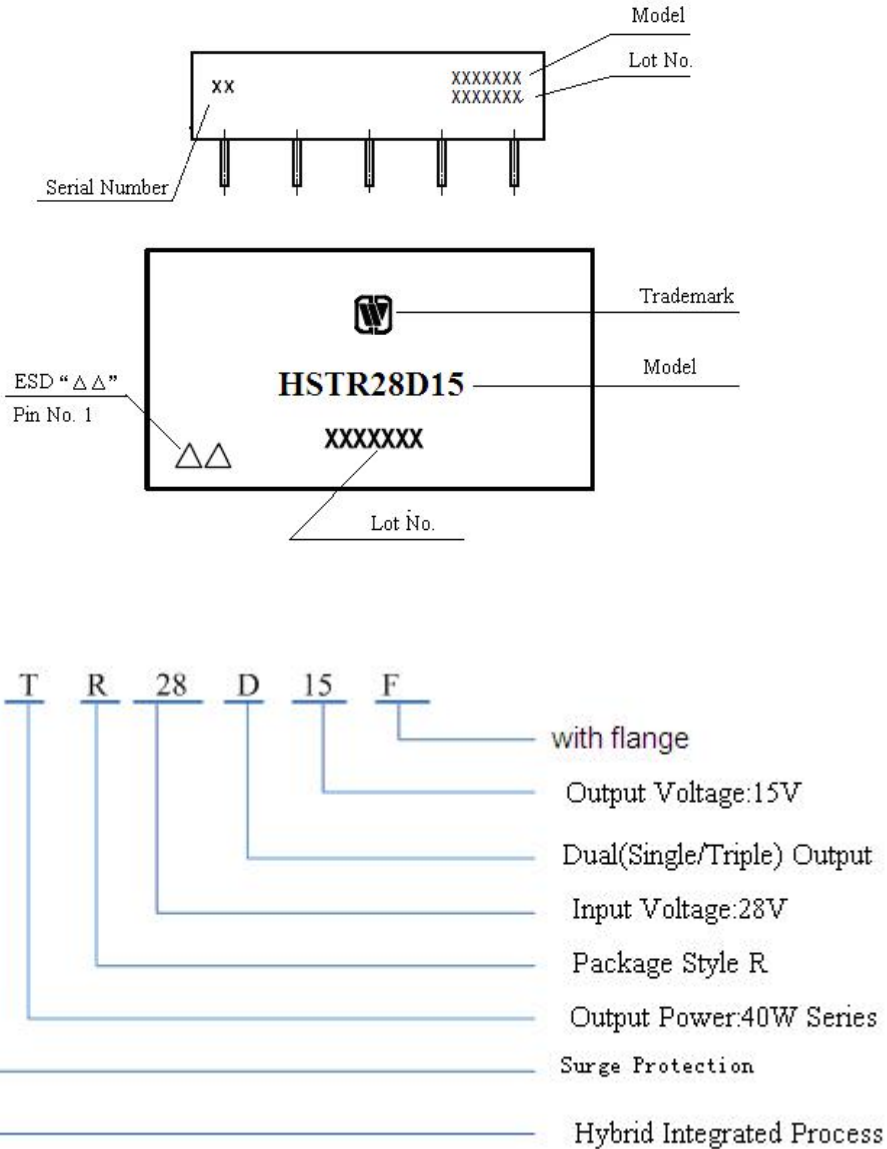 Model
Lot No.
XX
XXXXXXX
XXXXXXX
Serial Number
Trademark
HSTR28D15
Model
ESD “△△”
Pin No. 1
XXXXXXX
△△
Lot No.
T R 28 D 15 F
with flange
Output Voltage:15V
Dual(Single/Triple) Output
Input Voltage:28V
Package Style R
Output Power:40W Series
Surge Protection
Hybrid Integrated Process